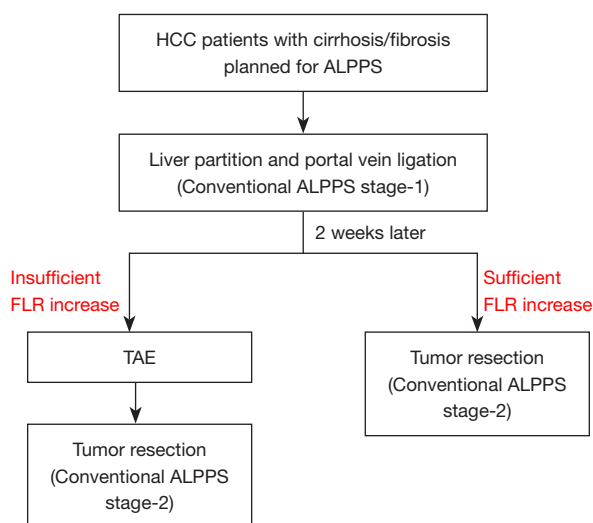 HCC patients with cirrhosis/fibrosis
planned for ALPPS
Liver partition and portal vein ligation
(Conventional ALPPS stage-1)
2 weeks later
Insufficient
FLR increase
Sufficient
FLR increase
TAE
Tumor resection
(Conventional ALPPS
stage-2)
Tumor resection
(Conventional ALPPS
stage-2)